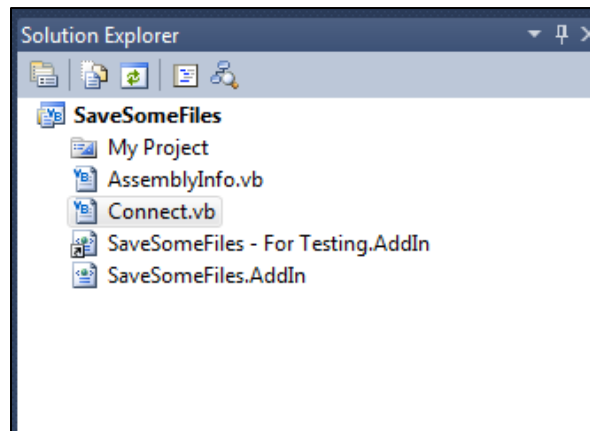 Solution Explorer
SaveSomeFiles
My Project
AssemblyInfo.vb
Connect.vb
SaveSomeFiles - For Testing.AddIn
SaveSomeFiles.AddIn